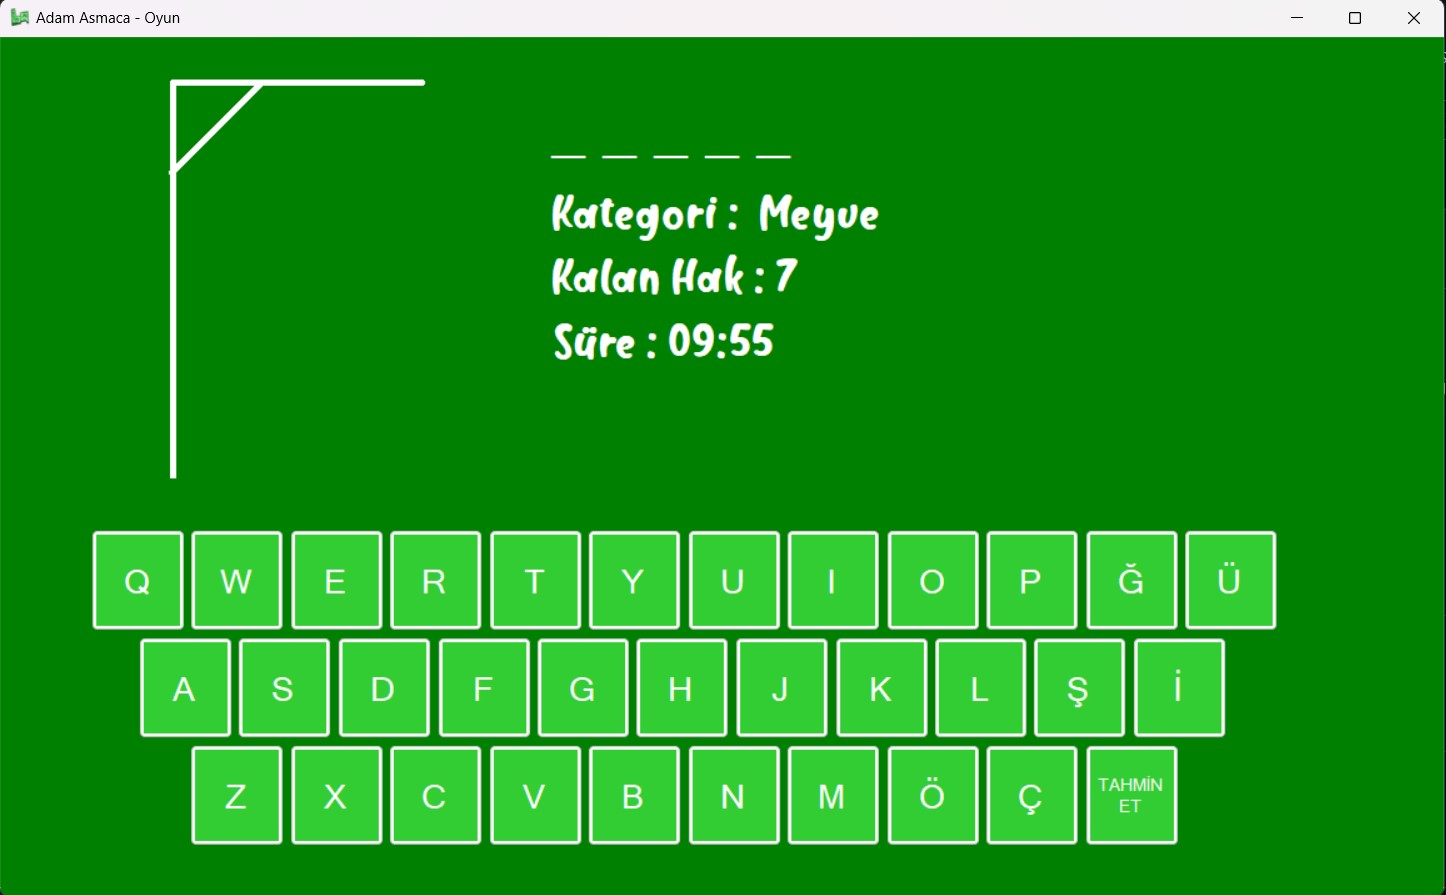 Adam Asmaca - Oyun
_ _ _ _ _
Kategori : Meyve
Kalan Hak : 7
Süre : 09:55
Q W E R T Y U I O P Ğ Ü
A S D F G H J K L Ş İ
Z X C V B N M Ö Ç TAHMİN
ET